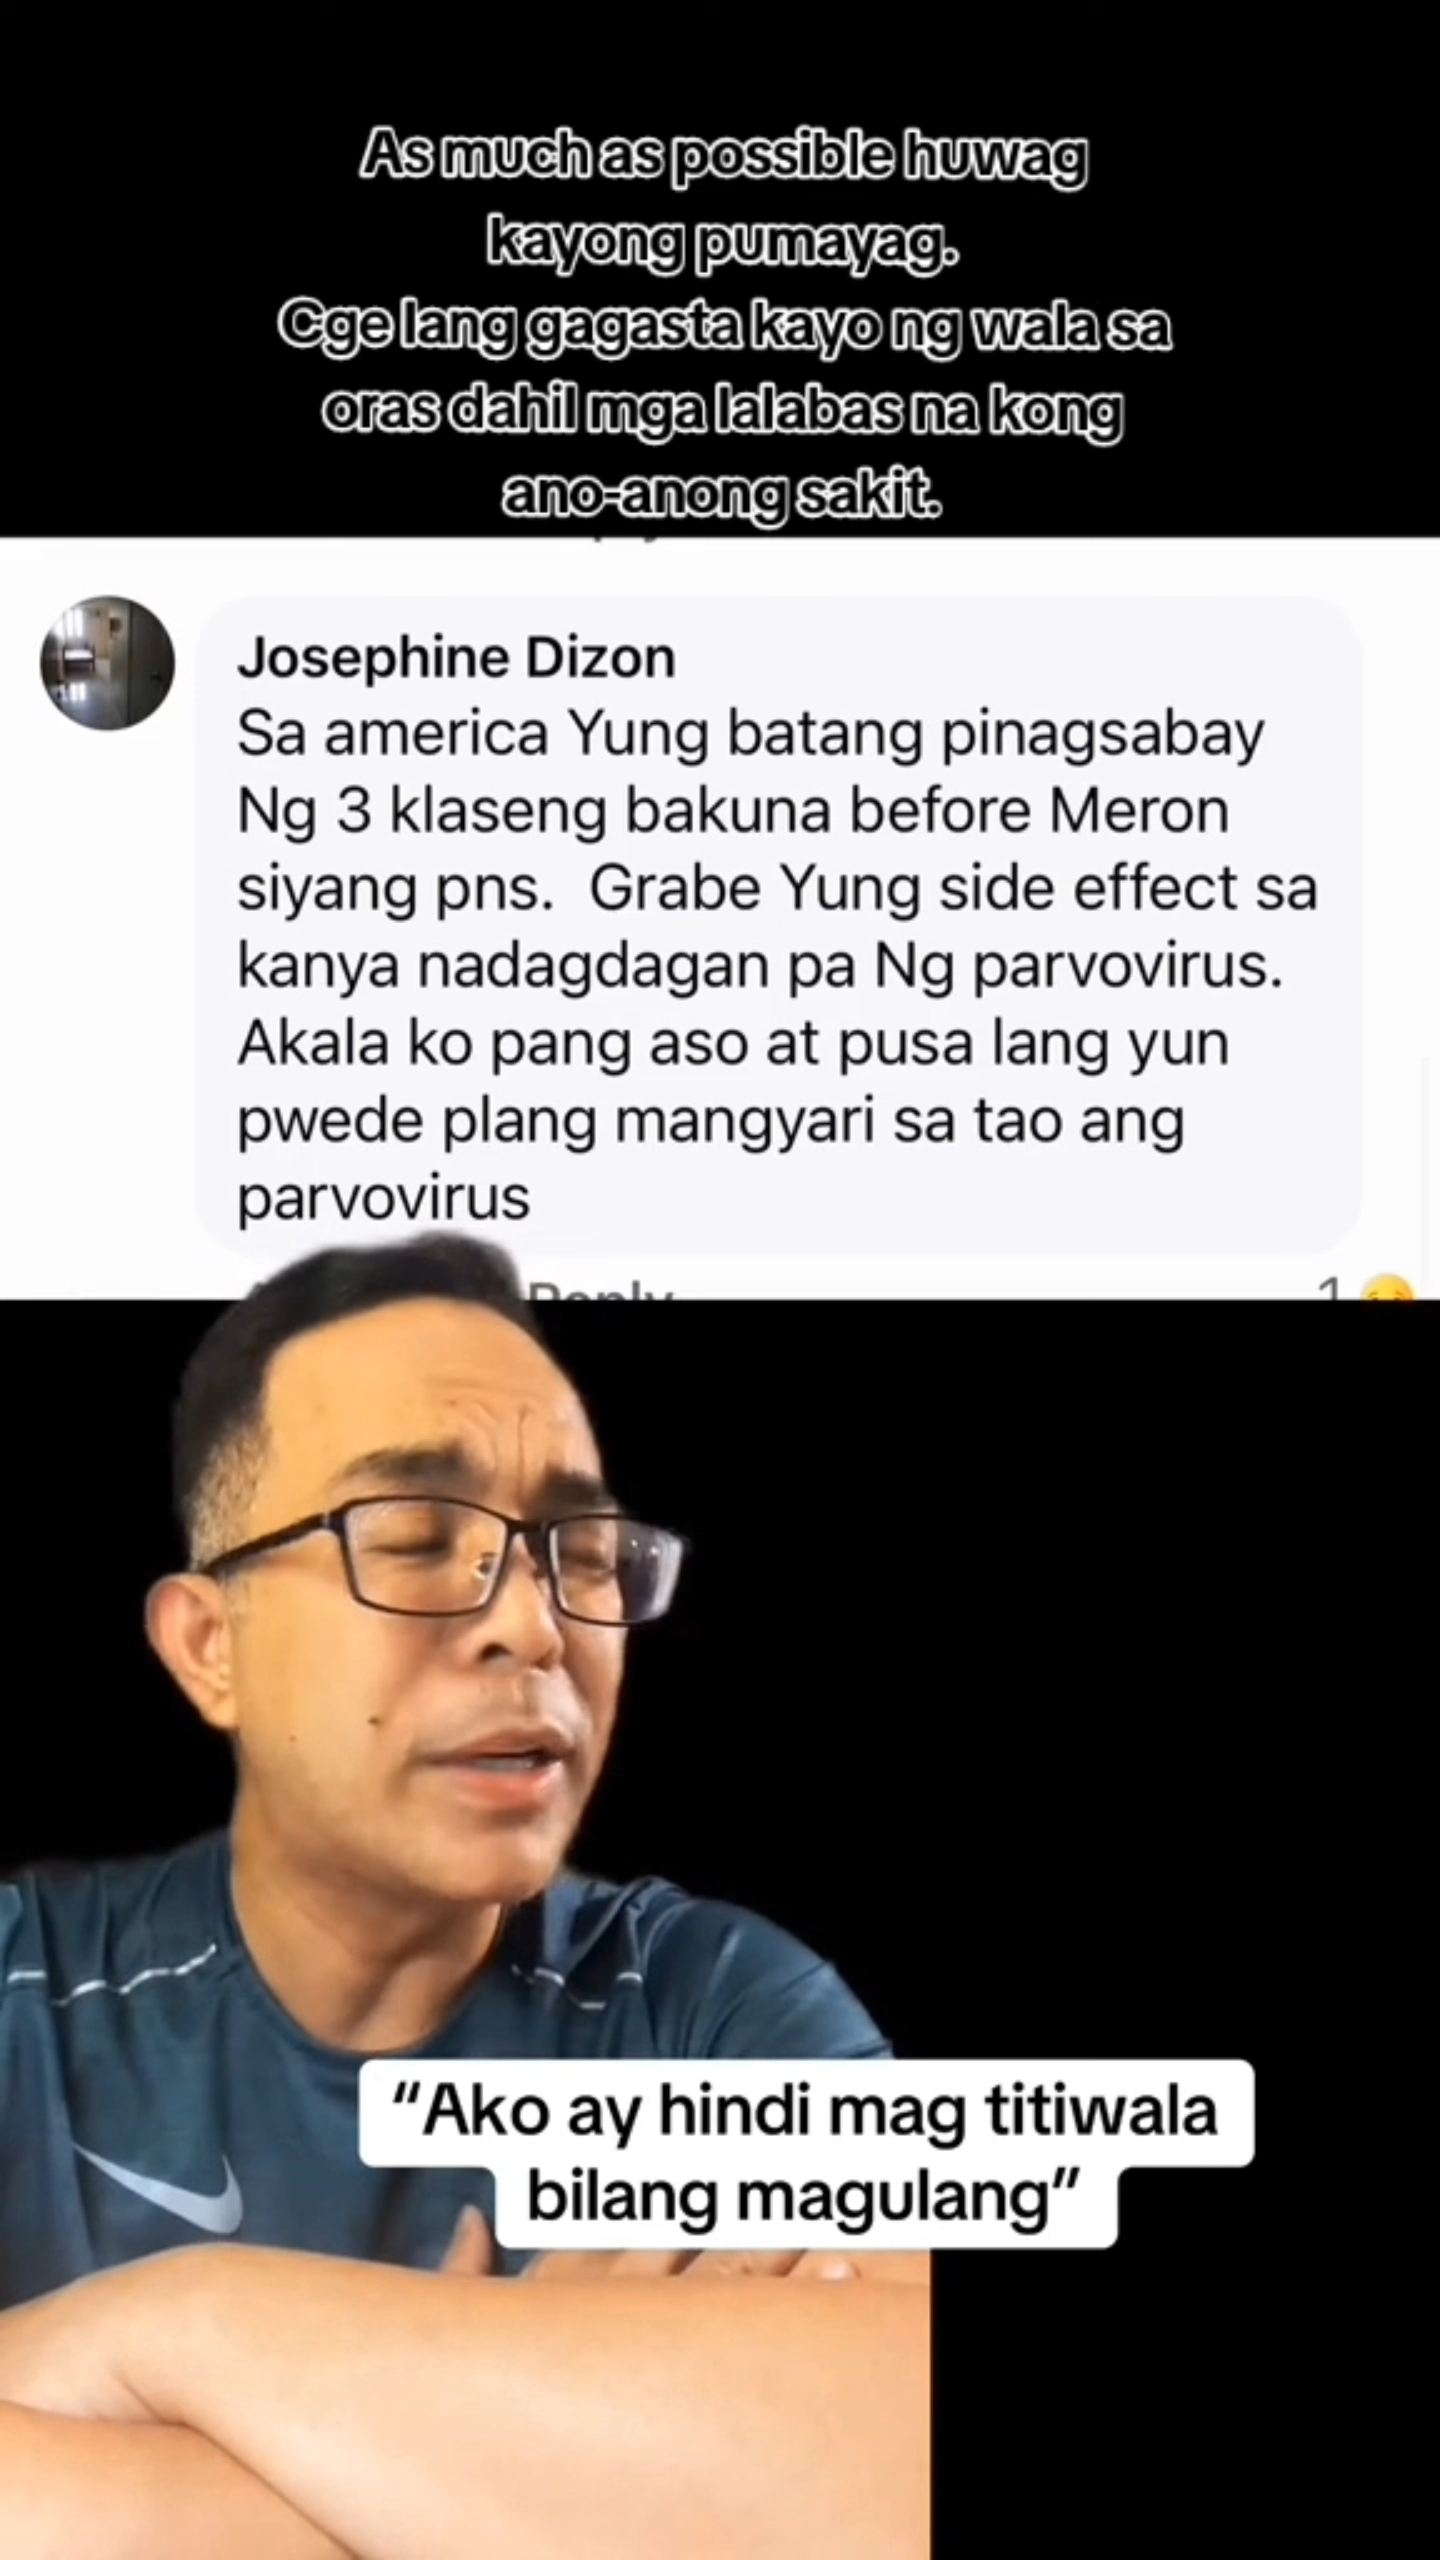 As much as possible huwag
kayong pumayag.
Cge lang gagasta kayo ng wala sa
oras dahil mga lalabas na kong
ano-anong sakit.
Josephine Dizon
Sa america Yung batang pinagsabay
Ng 3 klaseng bakuna before Meron
siyang pns.  Grabe Yung side effect sa
kanya nadagdagan pa Ng parvovirus.
Akala ko pang aso at pusa lang yun
pwede plang mangyari sa tao ang
parvovirus
Reply 1
“Ako ay hindi mag titiwala
bilang magulang”